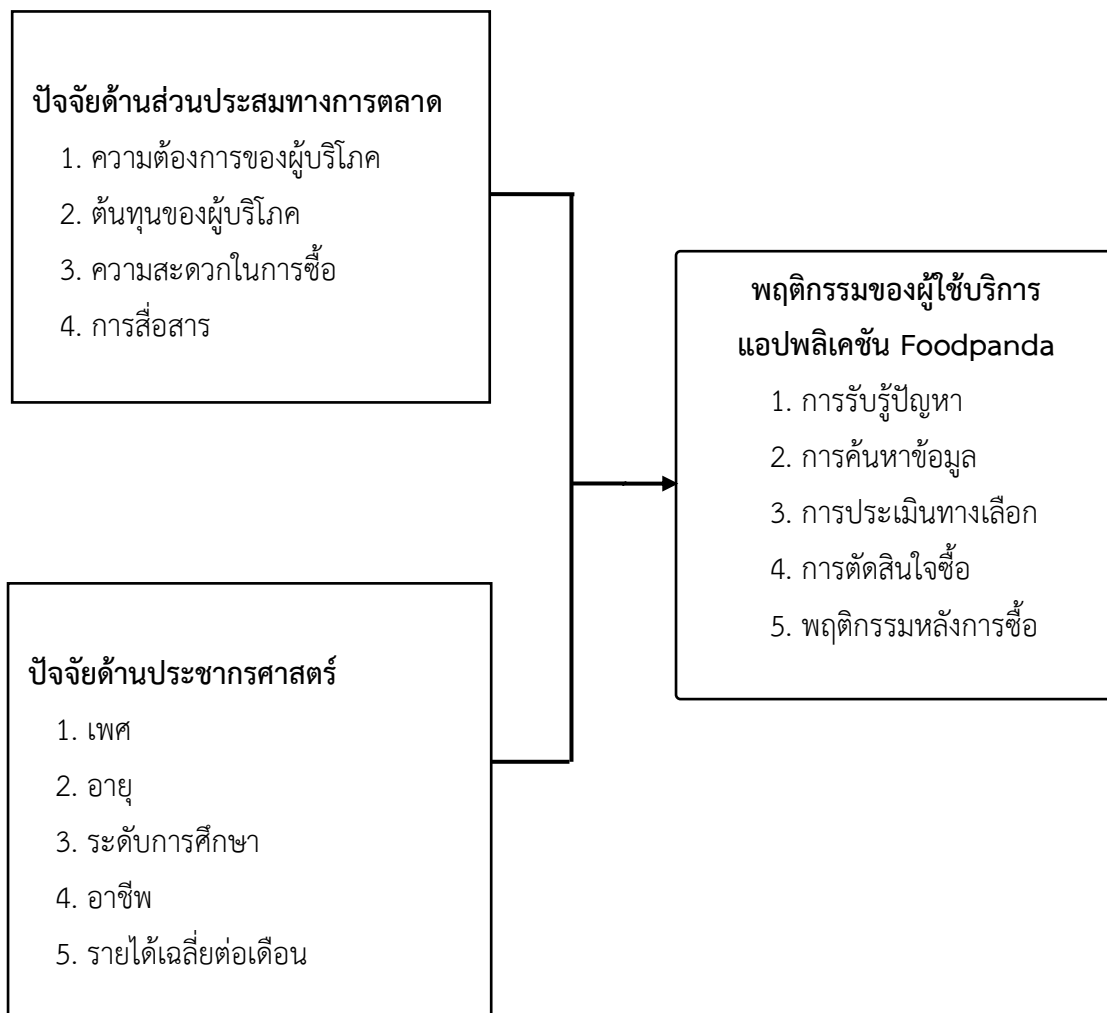 ปัจจัยด้านส่วนประสมทางการตลาด
1. ความต้องการของผู้บริโภค
2. ต้นทุนของผู้บริโภค
3. ความสะดวกในการซื้อ
4. การสื่อสาร
พฤติกรรมของผู้ใช้บริการ
แอปพลิเคชัน Foodpanda
1. การรับรู้ปัญหา
2. การค้นหาข้อมูล
3. การประเมินทางเลือก
4. การตัดสินใจซื้อ
5. พฤติกรรมหลังการซื้อ
ปัจจัยด้านประชากรศาสตร์
1. เพศ
2. อายุ
3. ระดับการศึกษา
4. อาชีพ
5. รายได้เฉลี่ยต่อเดือน